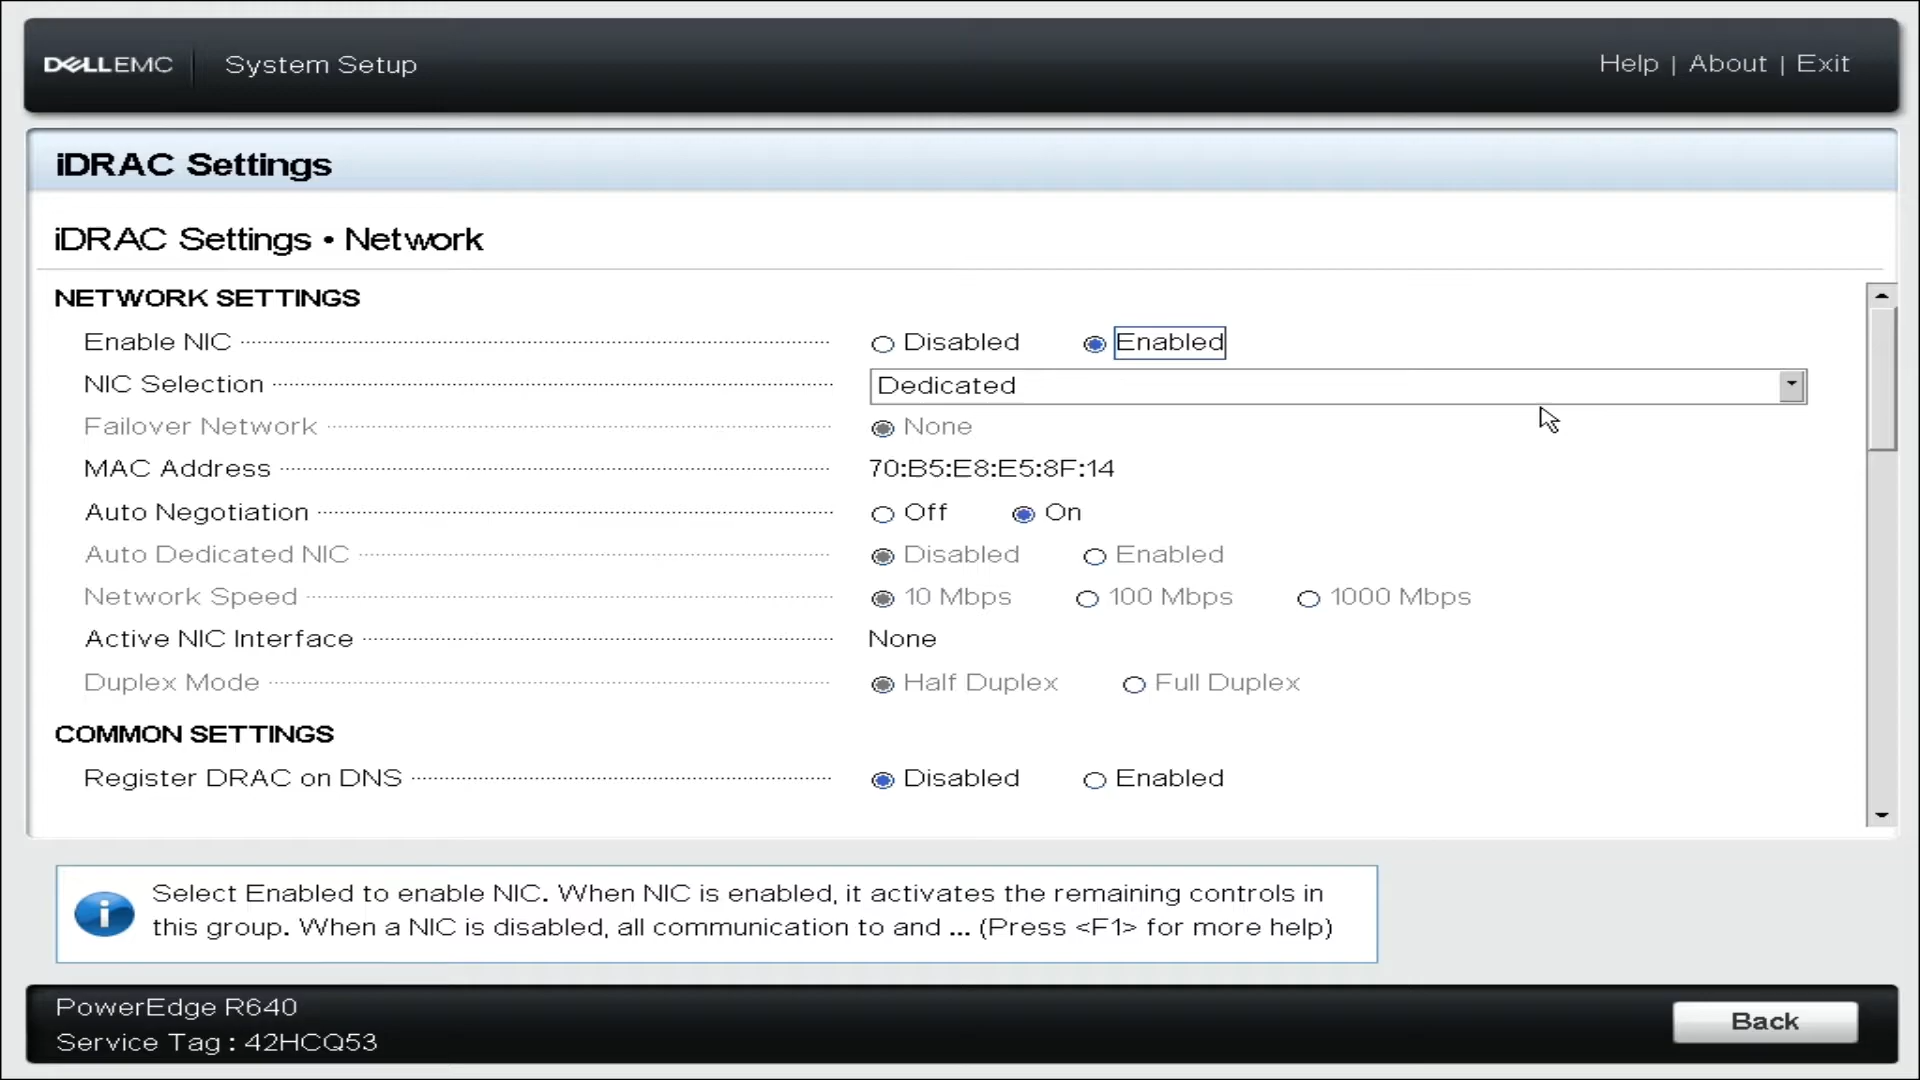 DELLEMC System Setup Help | About | Exit
iDRAC Settings
iDRAC Settings • Network
NETWORK SETTINGS
Enable NIC Disabled Enabled
NIC Selection Dedicated
Failover Network None
MAC Address 70:B5:E8:E5:8F:14
Auto Negotiation Off On
Auto Dedicated NIC Disabled Enabled
Network Speed 10 Mbps 100 Mbps 1000 Mbps
Active NIC Interface None
Duplex Mode Half Duplex Full Duplex
COMMON SETTINGS
Register DRAC on DNS Disabled Enabled
Select Enabled to enable NIC. When NIC is enabled, it activates the remaining controls in
this group. When a NIC is disabled, all communication to and ... (Press <F1> for more help)
PowerEdge R640
Service Tag : 42HCQ53
Back